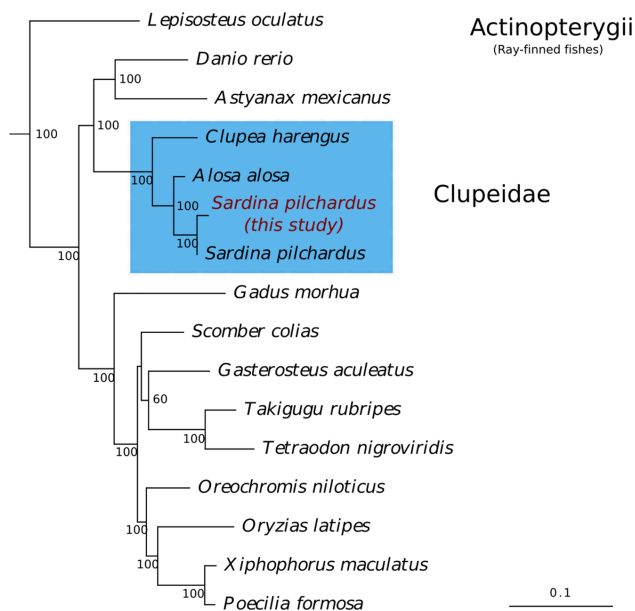 Lepisosteus oculatus
Actinopterygii
(Ray-finned fishes)
Danio rerio
100
Astyanax mexicanus
100
100
Clupea harengus
100
Alosa alosa
Clupeidae
100
Sardina pilchardus
(this study)
100
Sardina pilchardus
100
Gadus morhua
Scomber colias
Gasterosteus aculeatus
100
60
Takigugu rubripes
100
Tetraodon nigroviridis
100
Oreochromis niloticus
Oryzias latipes
100
Xiphophorus maculatus
100
0.1
100
Poecilia formosa